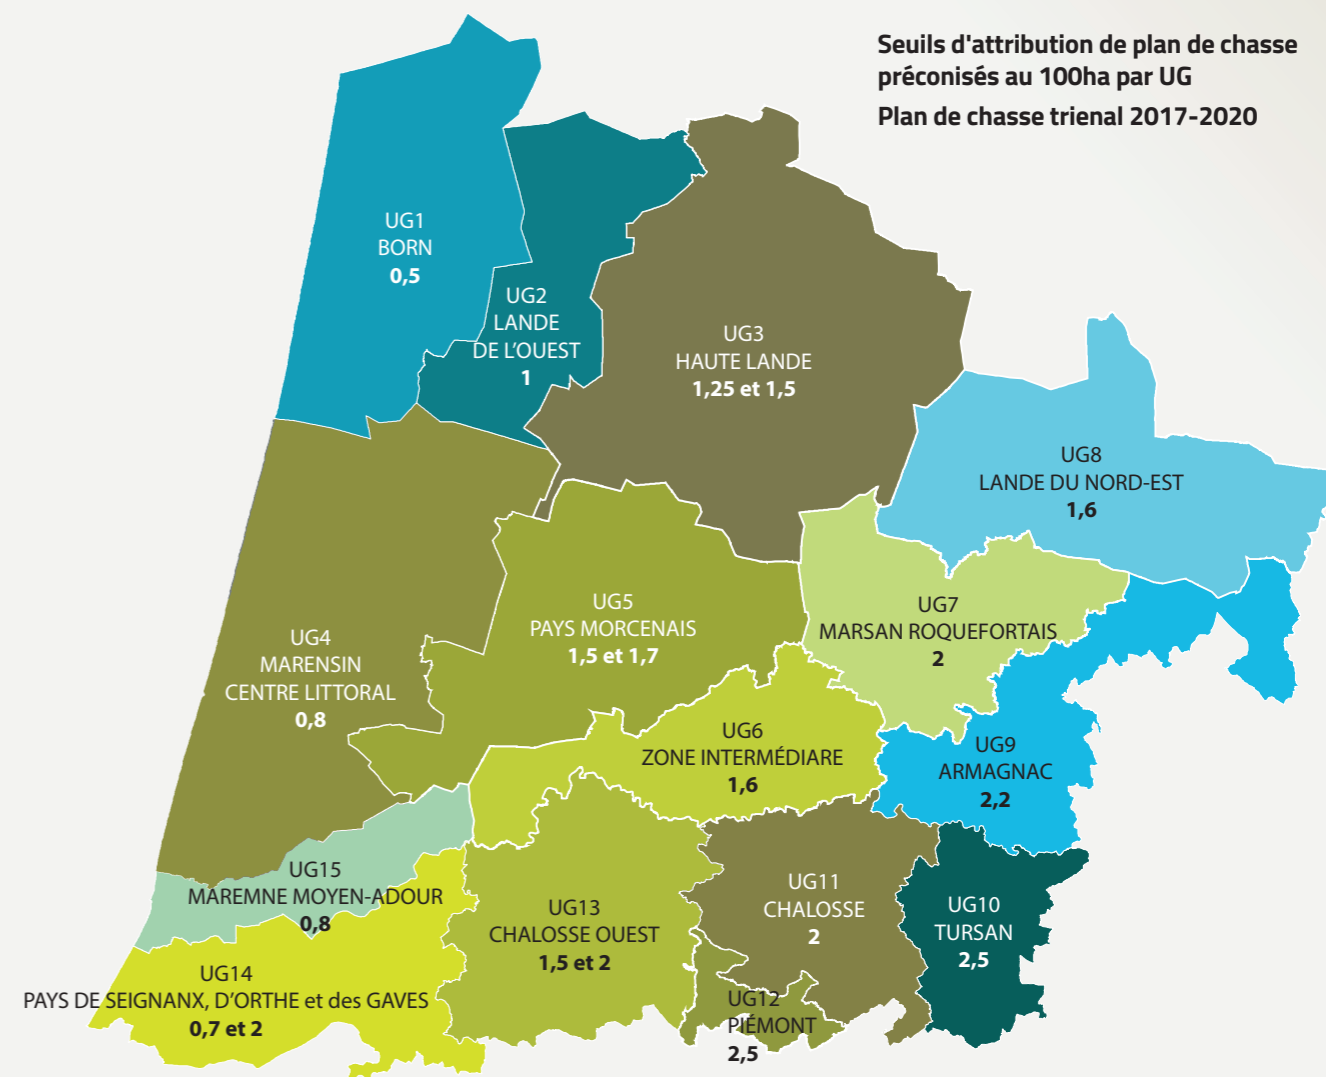 Seuils d'attribution de plan de chasse
préconisés au 100ha par UG
Plan de chasse trienal 2017-2020
UG1
BORN
0,5
UG2
LANDE
DE L'OUEST
1
UG3
HAUTE LANDE
1,25 et 1,5
UG8
LANDE DU NORD-EST
1,6
UG4
MARENSIN
CENTRE LITTORAL
0,8
UG5
PAYS MORCENAIS
1,5 et 1,7
UG7
MARSAN ROQUEFORTAIS
2
UG6
ZONE INTERMÉDIARE
1,6
UG9
ARMAGNAC
2,2
UG15
MAREMNE MOYEN-ADOUR
0,8
UG13
CHALOSSE OUEST
1,5 et 2
UG11
CHALOSSE
2
UG10
TURSAN
2,5
UG14
PAYS DE SEIGNANX, D'ORTHE et des GAVES
0,7 et 2
UG12
PIÉMONT
2,5